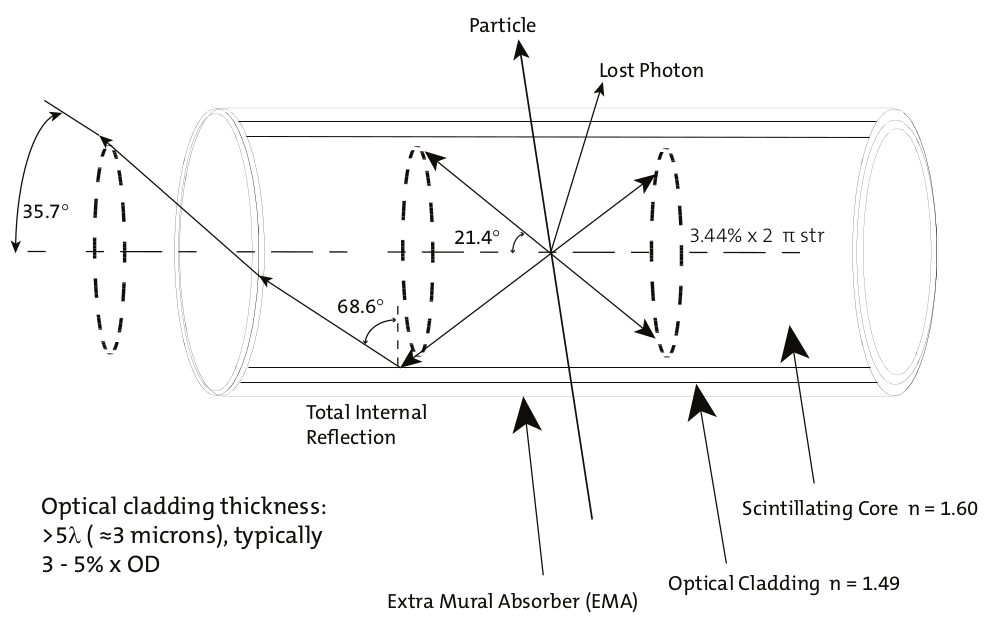 Particle
Lost Photon
35.7°
21.4°
3.44% x 2 π str
68.6°
Total Internal
Reflection
Optical cladding thickness:
>5λ ( ≈3 microns), typically
3 - 5% x OD
Scintillating Core n = 1.60
Optical Cladding n = 1.49
Extra Mural Absorber (EMA)